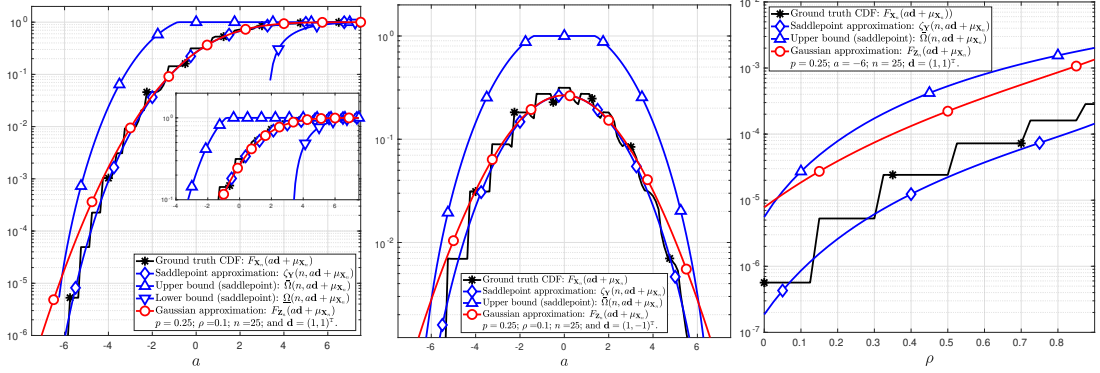 10^0
10^-1
10^-2
10^-3
10^-4
10^-5
10^-6
-6 -4 -2 0 2 4 6
a
10^0
10^-1
-2 0 2 4 6
Ground truth CDF: F_{X_n}(ad + μ_{X_n})
Saddlepoint approximation: ζ_Y(n, ad + μ_{X_n})
Upper bound (saddlepoint): Ω̄(n, ad + μ_{X_n})
Lower bound (saddlepoint): Ω̲(n, ad + μ_{X_n})
Gaussian approximation: F_{Z_n}(ad + μ_{X_n})
p = 0.25; ρ =0.1; n =25; and d = (1, 1)^T.
10^0
10^-1
10^-2
-6 -4 -2 0 2 4 6
a
Ground truth CDF: F_{X_n}(ad + μ_{X_n})
Saddlepoint approximation: ζ_Y(n, ad + μ_{X_n})
Upper bound (saddlepoint): Ω̄(n, ad + μ_{X_n})
Gaussian approximation: F_{Z_n}(ad + μ_{X_n})
p = 0.25; ρ =0.1; n =25; and d = (1, −1)^T.
10^-2
10^-3
10^-4
10^-5
10^-6
10^-7
0 0.1 0.2 0.3 0.4 0.5 0.6 0.7 0.8
ρ
Ground truth CDF: F_{X_n}(ad + μ_{X_n}))
Saddlepoint approximation: ζ_Y(n, ad + μ_{X_n})
Upper bound (saddlepoint): Ω̄(n, ad + μ_{X_n})
Gaussian approximation: F_{Z_n}(ad + μ_{X_n})
p = 0.25; a = −6; n = 25; d = (1, 1)^T.